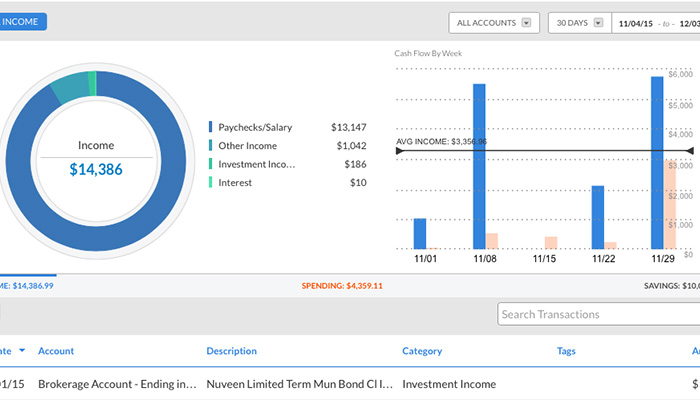 INCOME
ALL ACCOUNTS
30 DAYS
11/04/15 - to - 12/03
Cash Flow By Week
$6,000
$5,000
$4,000
AVG INCOME: $3,356.96
$3,000
$2,000
$1,000
$0
11/01 11/08 11/15 11/22 11/29
Income
$14,386
Paychecks/Salary $13,147
Other Income $1,042
Investment Inco... $186
Interest $10
ME: $14,386.99
SPENDING: $4,359.11
SAVINGS: $10,0
Search Transactions
ate Account Description Category Tags A
01/15 Brokerage Account - Ending in... Nuveen Limited Term Mun Bond Cl I... Investment Income $